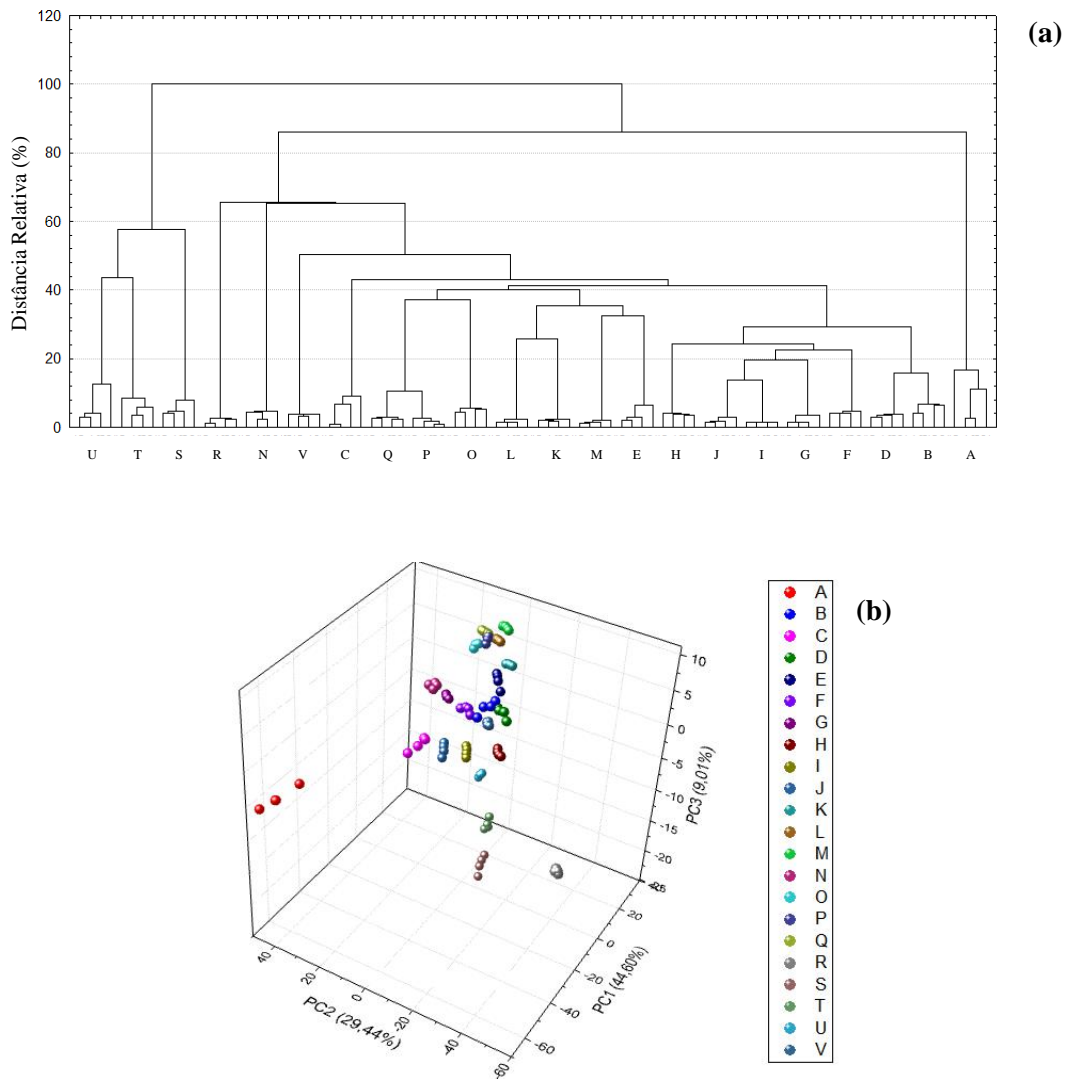 (a)
Distância Relativa (%)
120
100
80
60
40
20
0
U T S R N V C Q P O L K M E H J I G F D B A
(b)
A
B
C
D
E
F
G
H
I
J
K
L
M
N
O
P
Q
R
S
T
U
V
10
5
0
-5
-10
-15
-20
PC3 (9,01%)
20
0
-20
-40
-60
PC1 (44,60%)
40
20
0
-20
-40
-60
PC2 (29,44%)